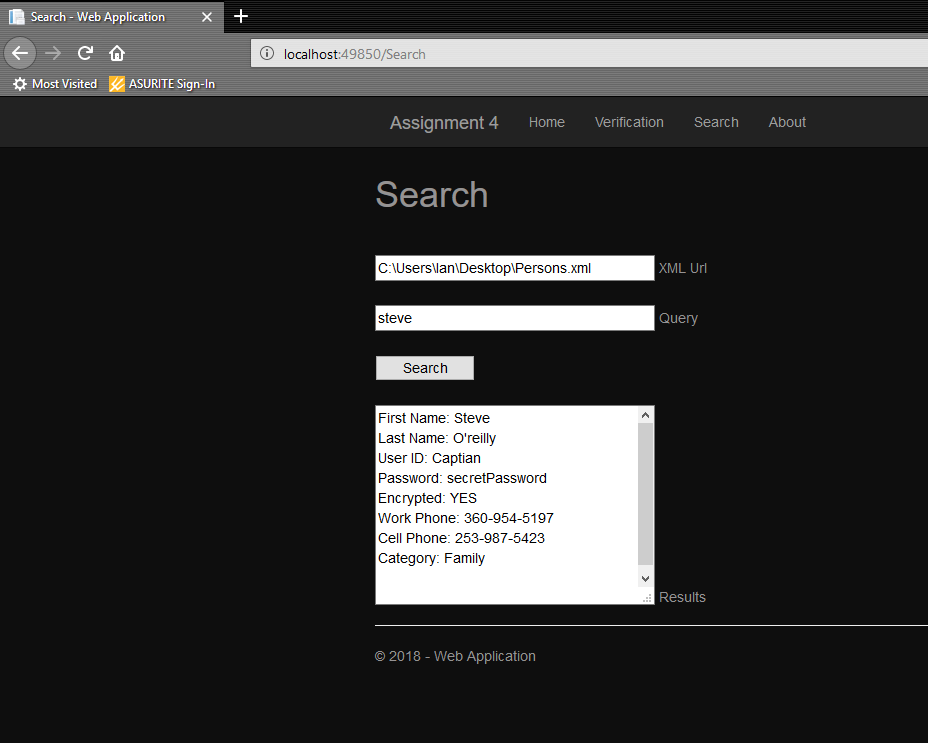 Search - Web Application
localhost:49850/Search
Most Visited ASURITE Sign-In
Assignment 4 Home Verification Search About
Search
C:\Users\Ian\Desktop\Persons.xml XML Url
steve Query
Search
First Name: Steve
Last Name: O'reilly
User ID: Captian
Password: secretPassword
Encrypted: YES
Work Phone: 360-954-5197
Cell Phone: 253-987-5423
Category: Family
Results
© 2018 - Web Application